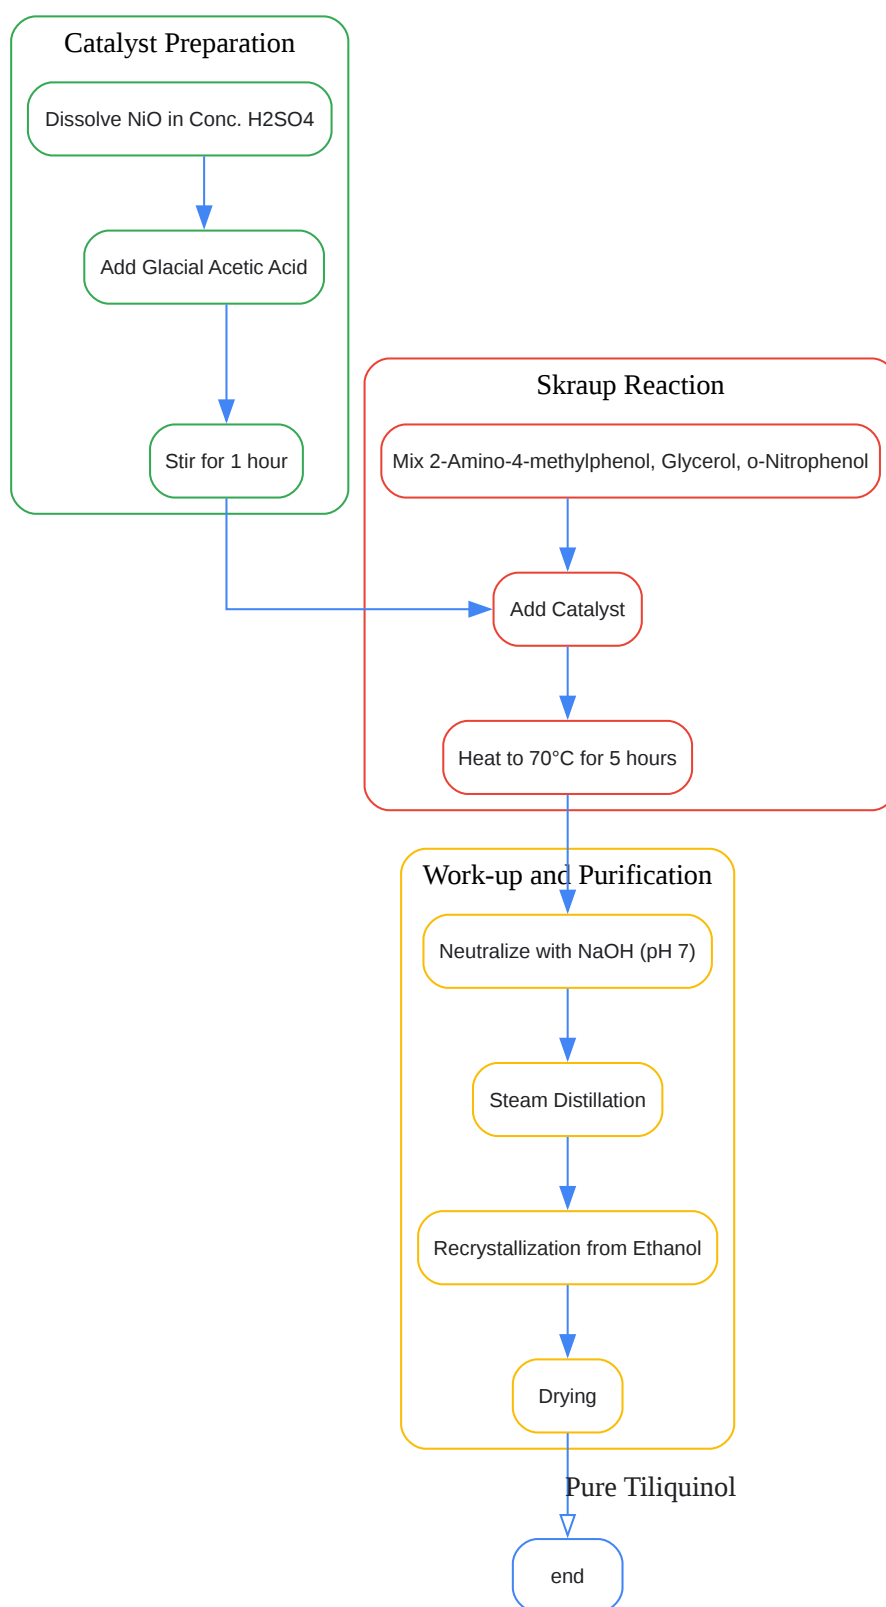 Catalyst Preparation
Dissolve NiO in Conc. H2SO4
Add Glacial Acetic Acid
Stir for 1 hour
Skraup Reaction
Mix 2-Amino-4-methylphenol, Glycerol, o-Nitrophenol
Add Catalyst
Heat to 70°C for 5 hours
Work-up and Purification
Neutralize with NaOH (pH 7)
Steam Distillation
Recrystallization from Ethanol
Drying
Pure Tiliquinol
end